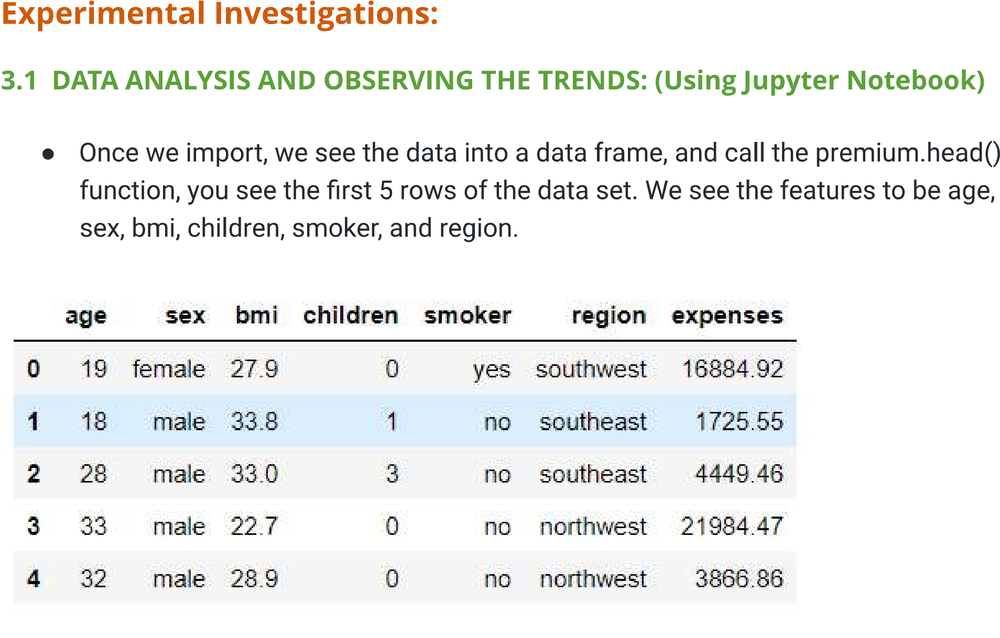 Experimental Investigations:
3.1 DATA ANALYSIS AND OBSERVING THE TRENDS: (Using Jupyter Notebook)
● Once we import, we see the data into a data frame, and call the premium.head()
function, you see the first 5 rows of the data set. We see the features to be age,
sex, bmi, children, smoker, and region.
age sex bmi children smoker region expenses
0 19 female 27.9 0 yes southwest 16884.92
1 18 male 33.8 1 no southeast 1725.55
2 28 male 33.0 3 no southeast 4449.46
3 33 male 22.7 0 no northwest 21984.47
4 32 male 28.9 0 no northwest 3866.86